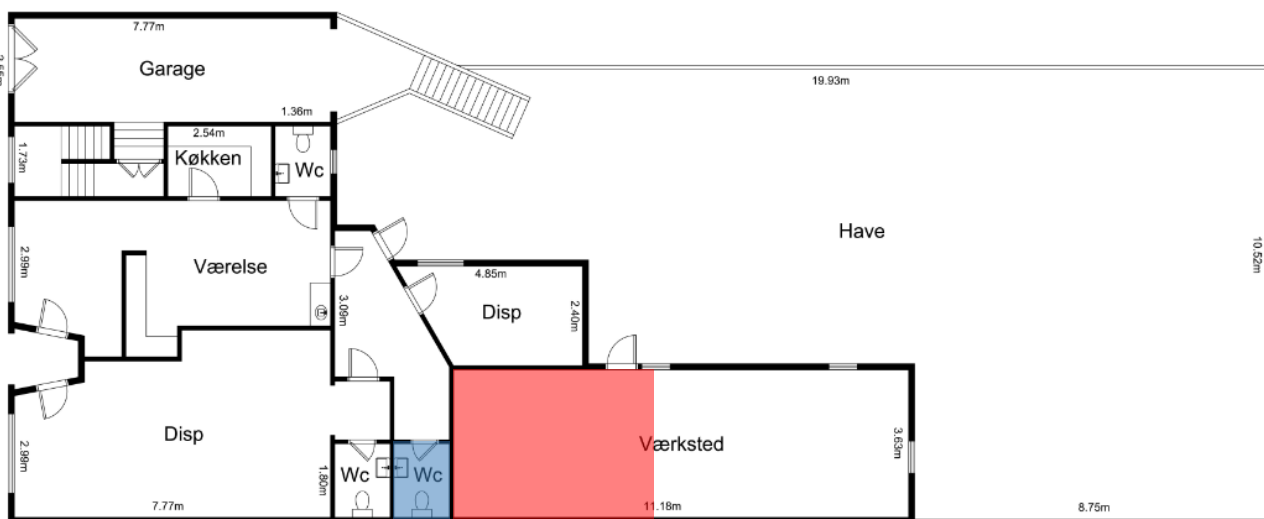 7.77m
Garage
2.55m
19.93m
1.36m
2.54m
1.73m
Køkken
Wc
Have
2.99m
Værelse
4.85m
10.52m
3.09m
Disp
2.40m
Disp
Værksted
3.63m
2.99m
1.80m
Wc
Wc
7.77m
11.18m
8.75m